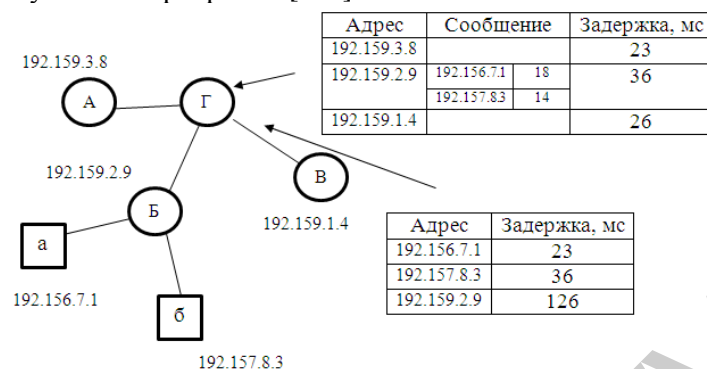 Адрес Сообщение Задержка, мс
192.159.3.8 23
192.159.2.9 192.156.7.1 18 36
192.157.8.3 14
192.159.1.4 26
192.159.3.8
А
Г
192.159.2.9
Б
В
192.159.1.4
а
192.156.7.1
б
192.157.8.3
Адрес Задержка, мс
192.156.7.1 23
192.157.8.3 36
192.159.2.9 126